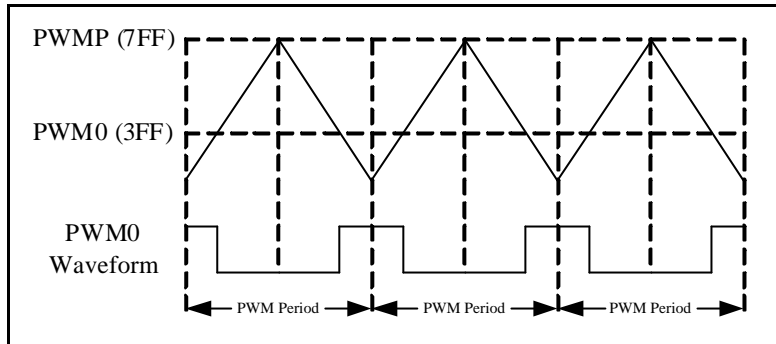 PWMP (7FF)
PWM0 (3FF)
PWM0
Waveform
PWM Period
PWM Period
PWM Period